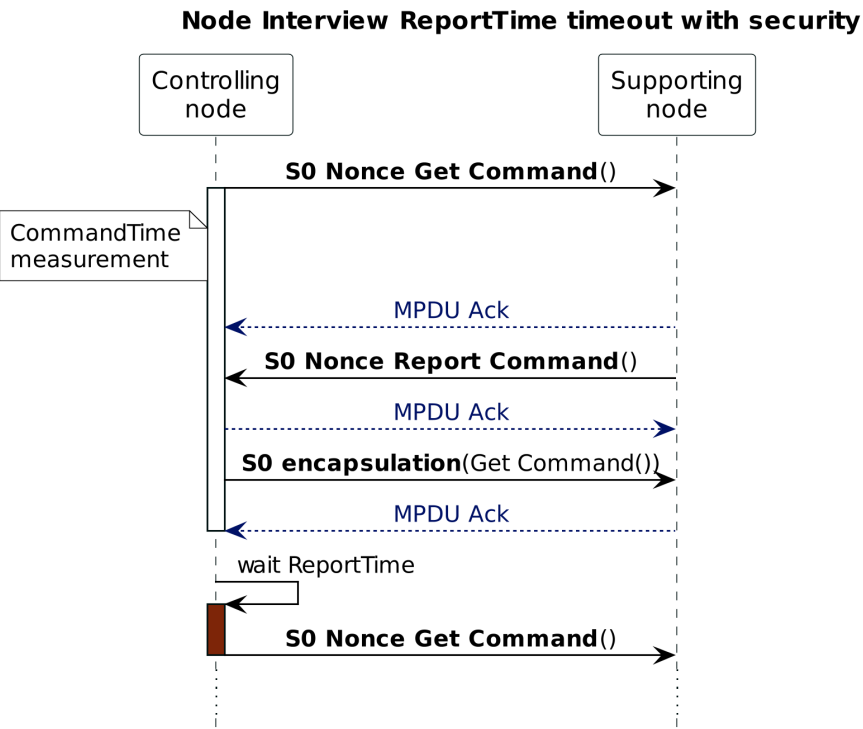 Node Interview ReportTime timeout with security
Controlling
node
Supporting
node
S0 Nonce Get Command()
CommandTime
measurement
MPDU Ack
S0 Nonce Report Command()
MPDU Ack
S0 encapsulation(Get Command())
MPDU Ack
wait ReportTime
S0 Nonce Get Command()